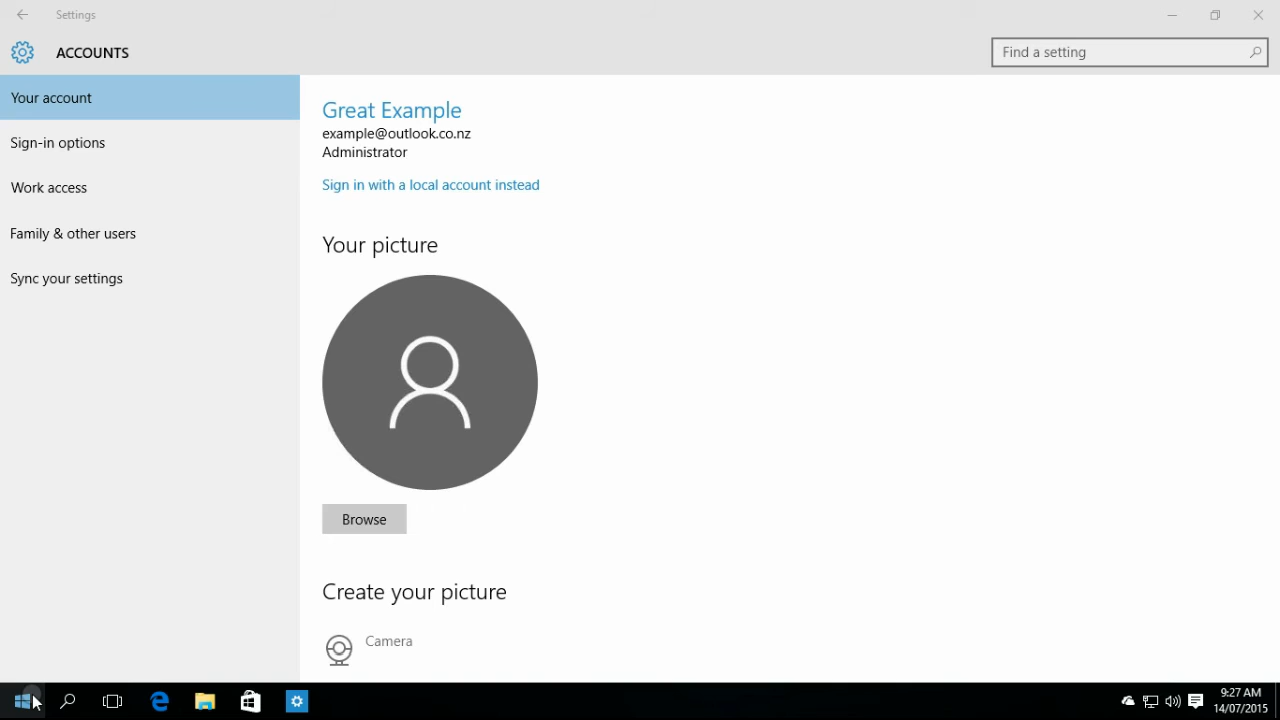 Settings
ACCOUNTS
Find a setting
Your account
Sign-in options
Work access
Family & other users
Sync your settings
Great Example
example@outlook.co.nz
Administrator
Sign in with a local account instead
Your picture
Browse
Create your picture
Camera
9:27 AM
14/07/2015